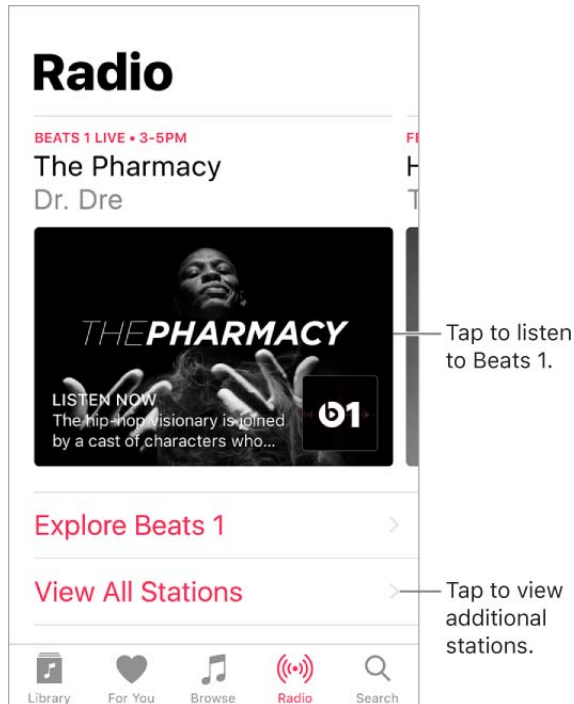 Radio
BEATS 1 LIVE • 3-5PM
The Pharmacy
Dr. Dre
THEPHARMACY
LISTEN NOW
The hip-hop visionary is joined
by a cast of characters who...
b1
Tap to listen
to Beats 1.
Explore Beats 1
View All Stations
Tap to view
additional
stations.
Library
For You
Browse
Radio
Search